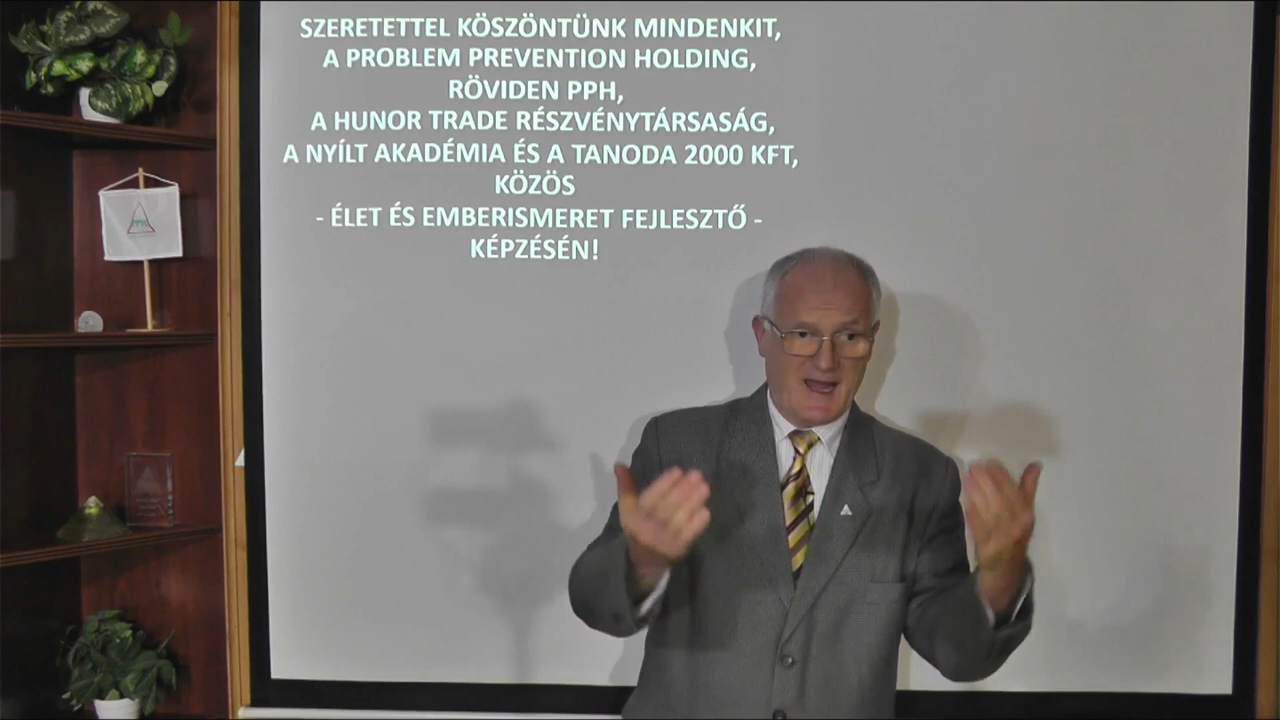 SZERETETTEL KÖSZÖNTÜNK MINDENKIT,
A PROBLEM PREVENTION HOLDING,
RÖVIDEN PPH,
A HUNOR TRADE RÉSZVÉNYTÁRSASÁG,
A NYÍLT AKADÉMIA ÉS A TANODA 2000 KFT,
KÖZÖS
- ÉLET ÉS EMBERISMERET FEJLESZTŐ -
KÉPZÉSÉN!